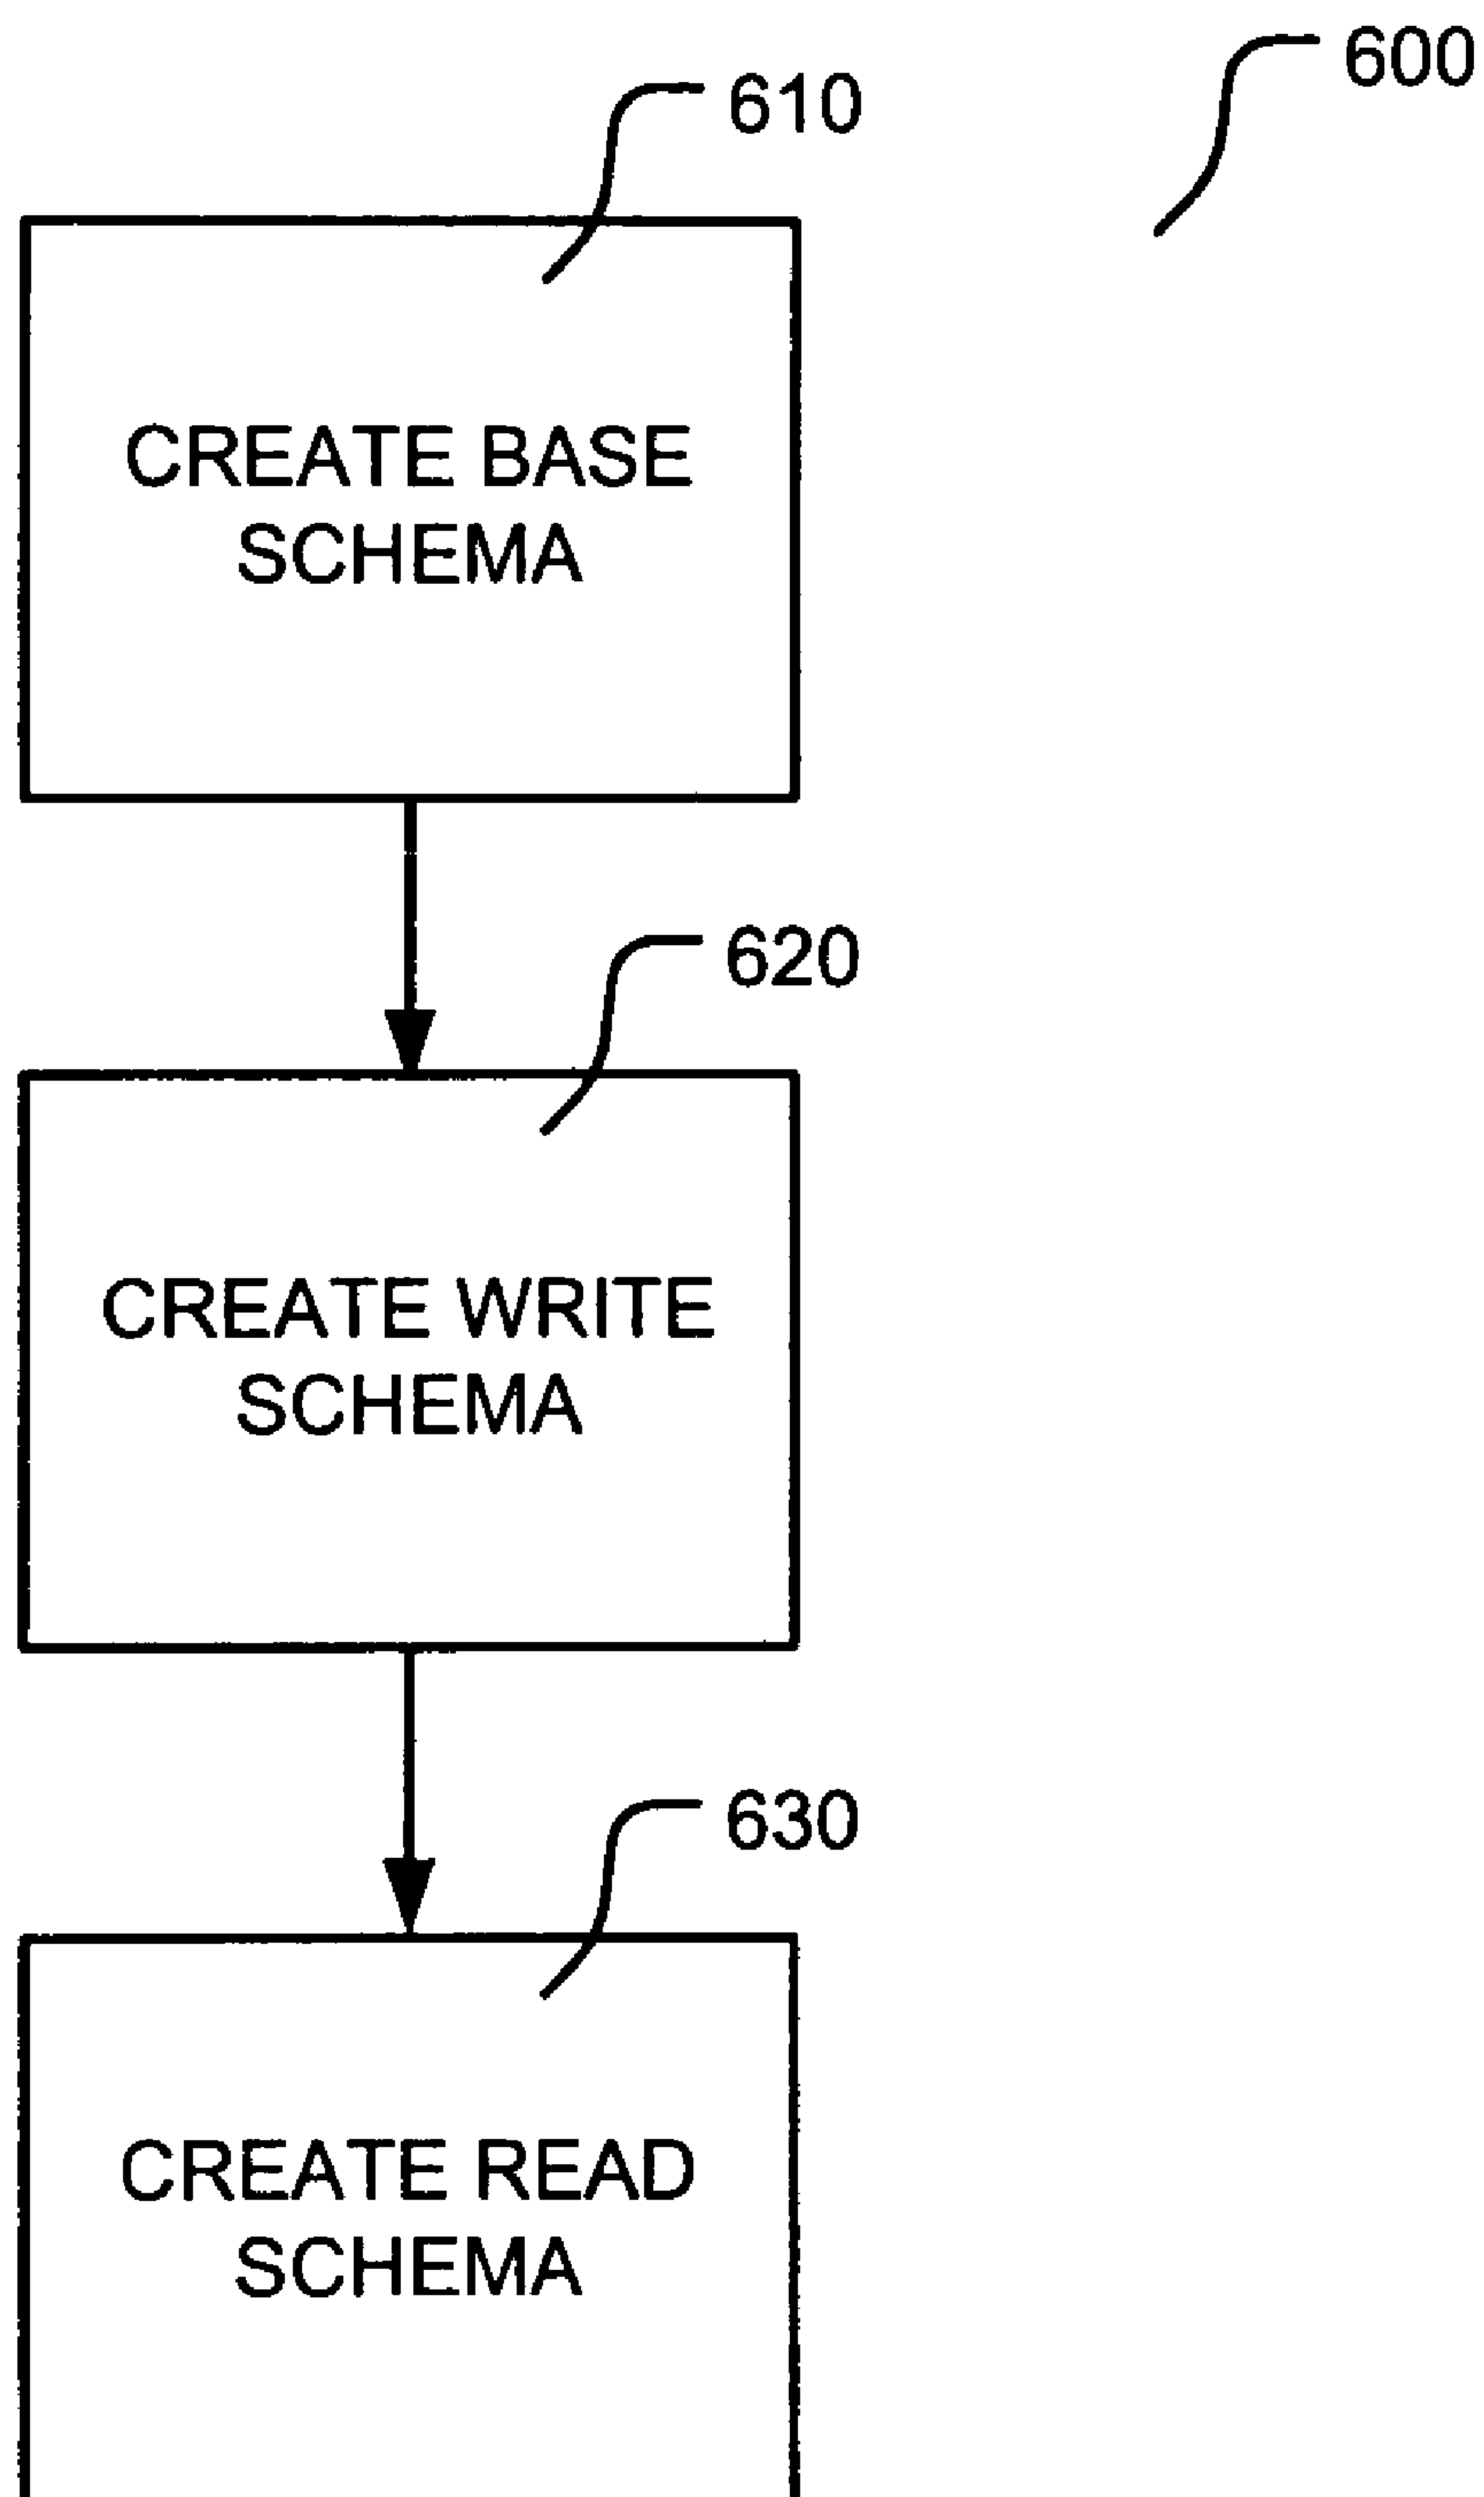 600
610
CREATE BASE
SCHEMA
620
CREATE WRITE
SCHEMA
630
CREATE READ
SCHEMA